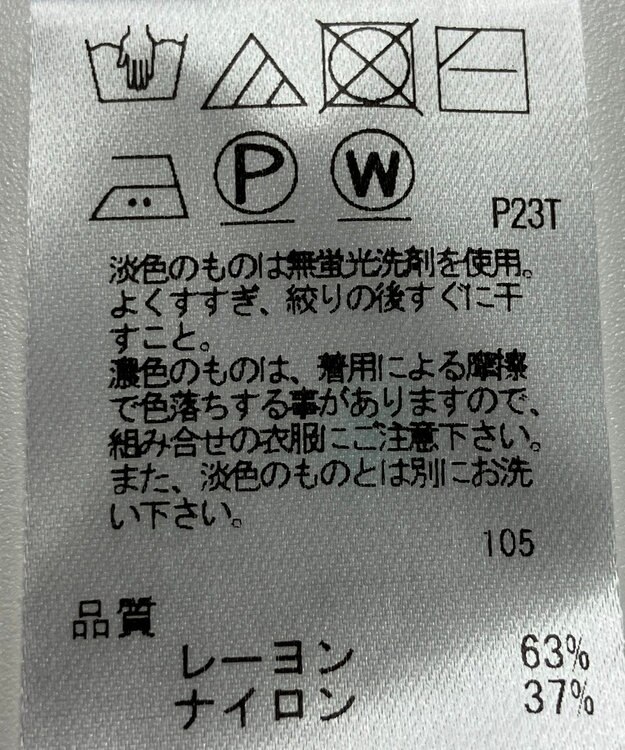 P
W
P23T
淡色のものは無蛍光洗剤を使用。
よくすすぎ、絞りの後すぐに干
すこと。
濃色のものは、着用による摩擦
で色落ちする事がありますので、
組み合せの衣服にご注意下さい。
また、淡色のものとは別にお洗
い下さい。
105
品質
レーヨン 63%
ナイロン 37%